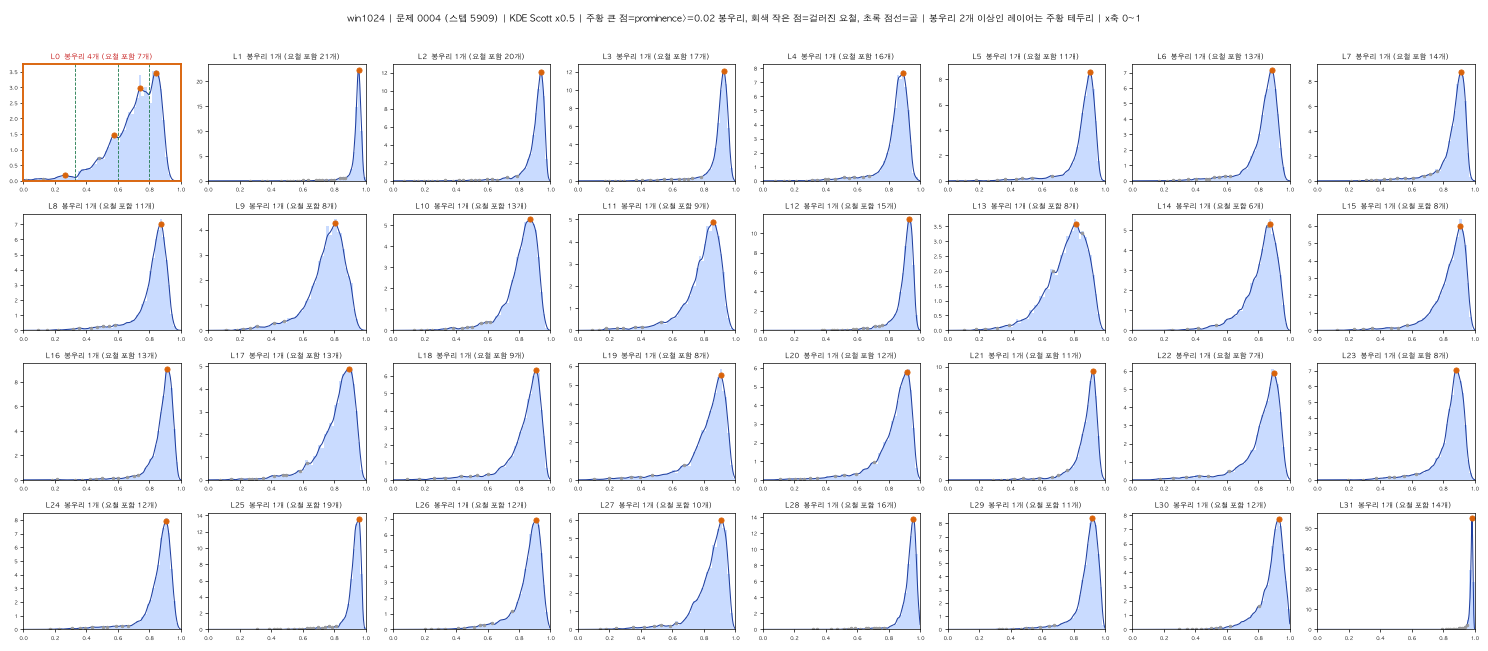 win1024 | 문제 0004 (스텝 5909) | KDE Scott x0.5 | 주황 큰 점=prominence>=0.02 봉우리, 회색 작은 점=걸러진 요철, 초록 점선=골 | 봉우리 2개 이상인 레이어는 주황 테두리 | x축 0~1
L0 봉우리 4개 (요철 포함 7개)
L1 봉우리 1개 (요철 포함 21개)
L2 봉우리 1개 (요철 포함 20개)
L3 봉우리 1개 (요철 포함 17개)
L4 봉우리 1개 (요철 포함 16개)
L5 봉우리 1개 (요철 포함 11개)
L6 봉우리 1개 (요철 포함 13개)
L7 봉우리 1개 (요철 포함 14개)
L8 봉우리 1개 (요철 포함 11개)
L9 봉우리 1개 (요철 포함 8개)
L10 봉우리 1개 (요철 포함 13개)
L11 봉우리 1개 (요철 포함 9개)
L12 봉우리 1개 (요철 포함 15개)
L13 봉우리 1개 (요철 포함 8개)
L14 봉우리 1개 (요철 포함 6개)
L15 봉우리 1개 (요철 포함 8개)
L16 봉우리 1개 (요철 포함 13개)
L17 봉우리 1개 (요철 포함 13개)
L18 봉우리 1개 (요철 포함 9개)
L19 봉우리 1개 (요철 포함 8개)
L20 봉우리 1개 (요철 포함 12개)
L21 봉우리 1개 (요철 포함 11개)
L22 봉우리 1개 (요철 포함 7개)
L23 봉우리 1개 (요철 포함 8개)
L24 봉우리 1개 (요철 포함 12개)
L25 봉우리 1개 (요철 포함 19개)
L26 봉우리 1개 (요철 포함 12개)
L27 봉우리 1개 (요철 포함 10개)
L28 봉우리 1개 (요철 포함 16개)
L29 봉우리 1개 (요철 포함 11개)
L30 봉우리 1개 (요철 포함 12개)
L31 봉우리 1개 (요철 포함 14개)